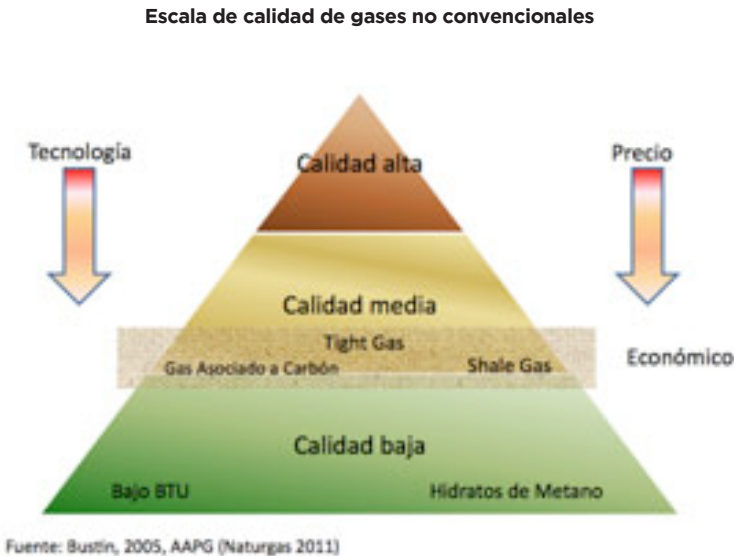 Escala de calidad de gases no convencionales
Tecnología
Precio
Calidad alta
Calidad media
Tight Gas
Gas Asociado a Carbón
Shale Gas
Económico
Calidad baja
Bajo BTU
Hidratos de Metano
Fuente: Bustin, 2005, AAPG (Naturgas 2011)